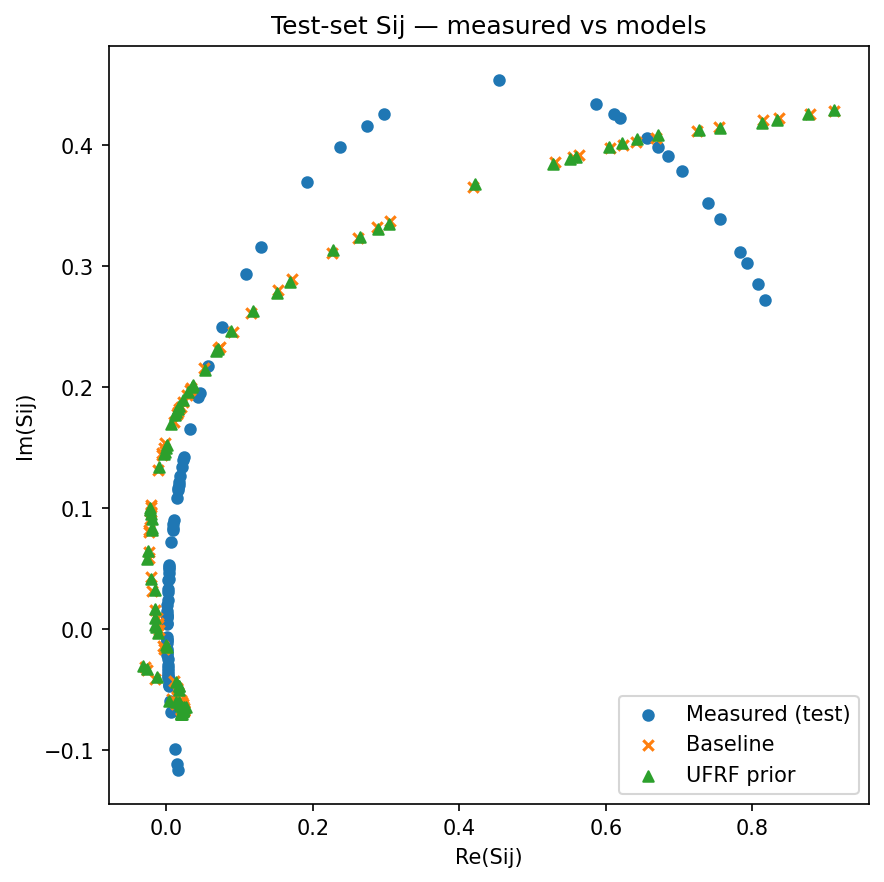 Test-set Sij — measured vs models
Im(Sij)
0.4
0.3
0.2
0.1
0.0
−0.1
Measured (test)
Baseline
UFRF prior
0.0 0.2 0.4 0.6 0.8
Re(Sij)